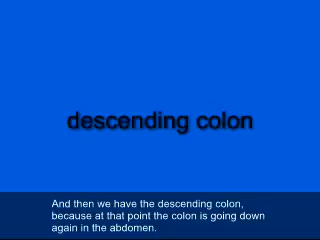 descending colon
And then we have the descending colon,
because at that point the colon is going down
again in the abdomen.